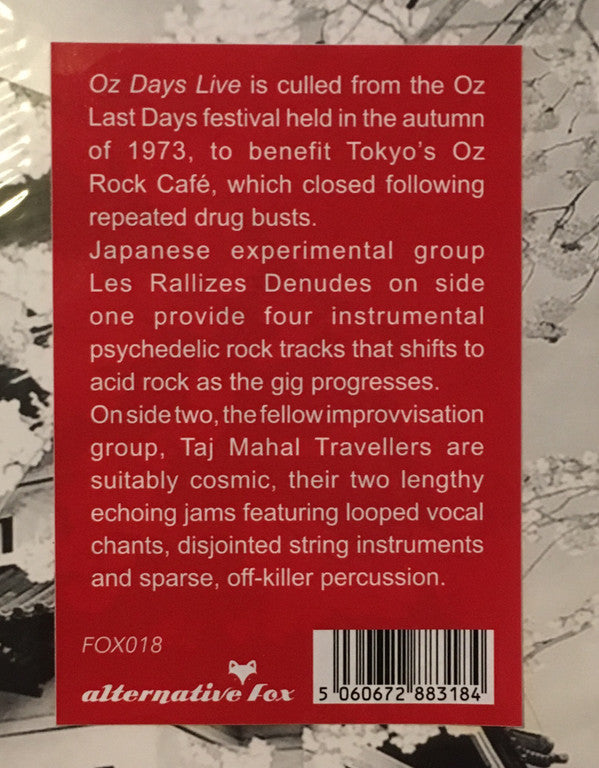 Oz Days Live is culled from the Oz
Last Days festival held in the autumn
of 1973, to benefit Tokyo's Oz
Rock Café, which closed following
repeated drug busts.
Japanese experimental group
Les Rallizes Denudes on side
one provide four instrumental
psychedelic rock tracks that shifts to
acid rock as the gig progresses.
On side two, the fellow improvvisation
group, Taj Mahal Travellers are
suitably cosmic, their two lengthy
echoing jams featuring looped vocal
chants, disjointed string instruments
and sparse, off-killer percussion.
FOX018
alternative Fox
5 060672 883184